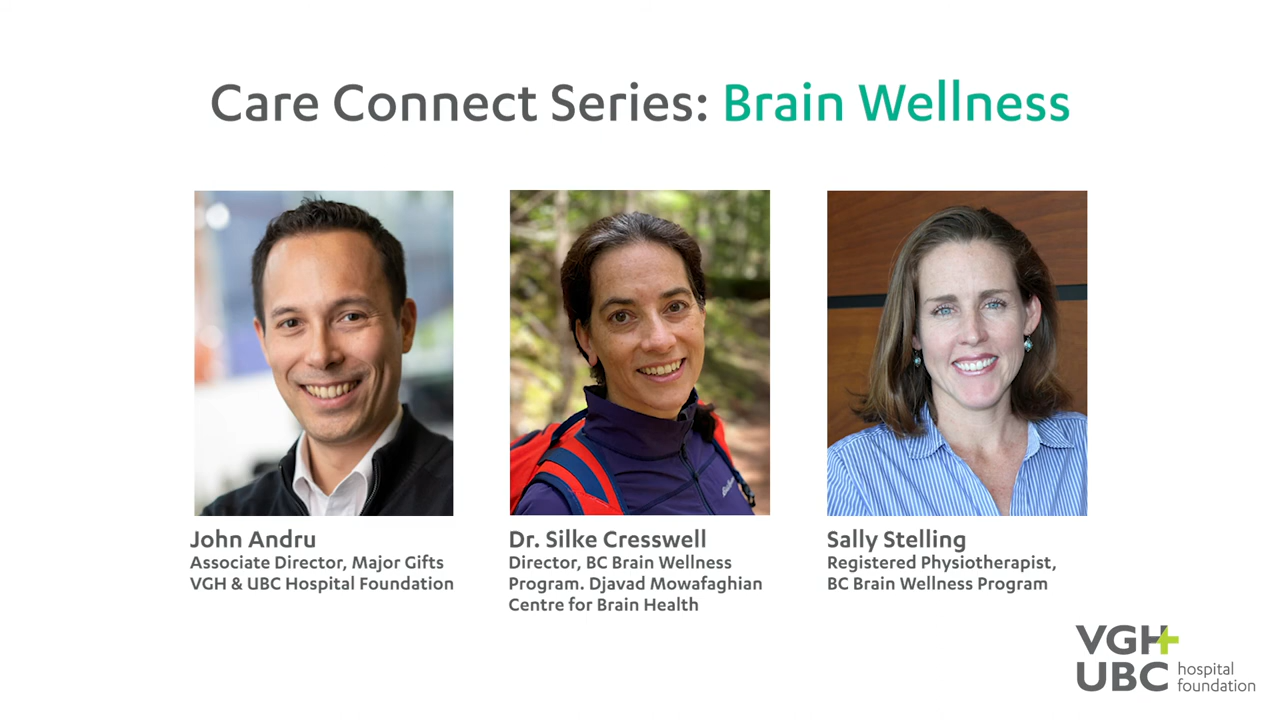 Care Connect Series: Brain Wellness
John Andru
Associate Director, Major Gifts
VGH & UBC Hospital Foundation
Dr. Silke Cresswell
Director, BC Brain Wellness
Program. Djavad Mowafaghian
Centre for Brain Health
Sally Stelling
Registered Physiotherapist,
BC Brain Wellness Program
VGH+
UBC hospital
foundation